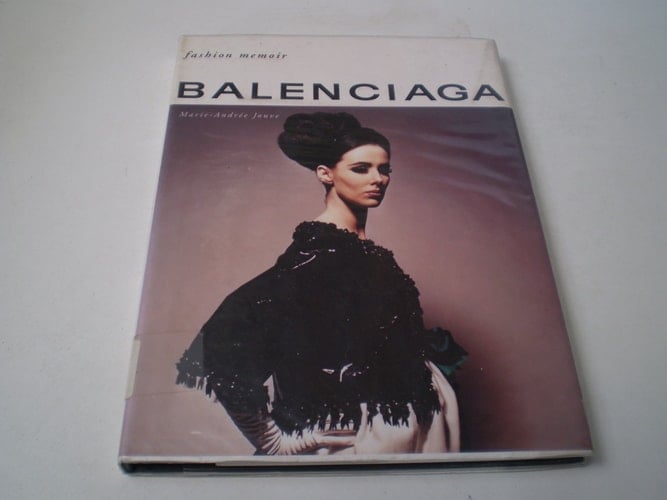 fashion memoir
BALENCIAGA
Marie-Andrée Jouve